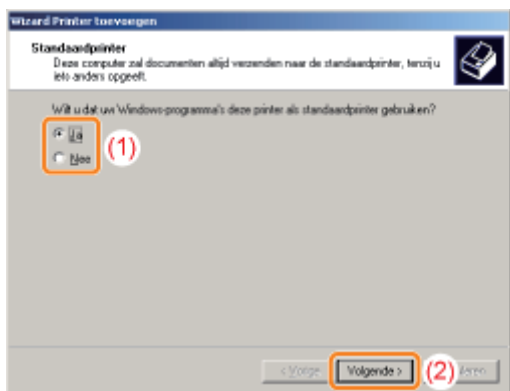 Wizard Printer toevoegen
Standaardprinter
Deze computer zal documenten altijd verzenden naar de standaardprinter, tenzij u
iets anders opgeeft.
Wilt u dat uw Windows-programma's deze printer als standaardprinter gebruiken?
Ja
(1)
Nee
< Vorige
Volgende >
(2)